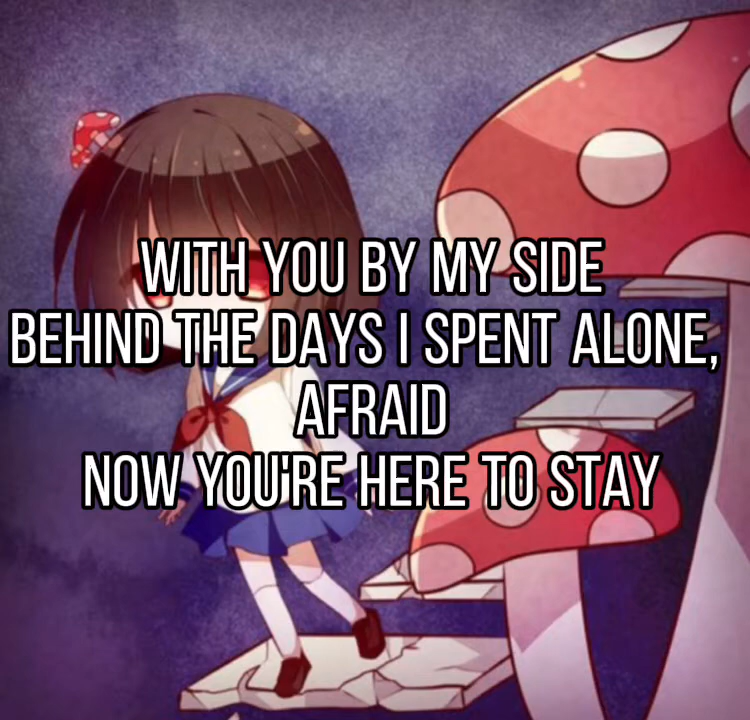 WITH YOU BY MY SIDE
BEHIND THE DAYS I SPENT ALONE,
AFRAID
NOW YOU'RE HERE TO STAY